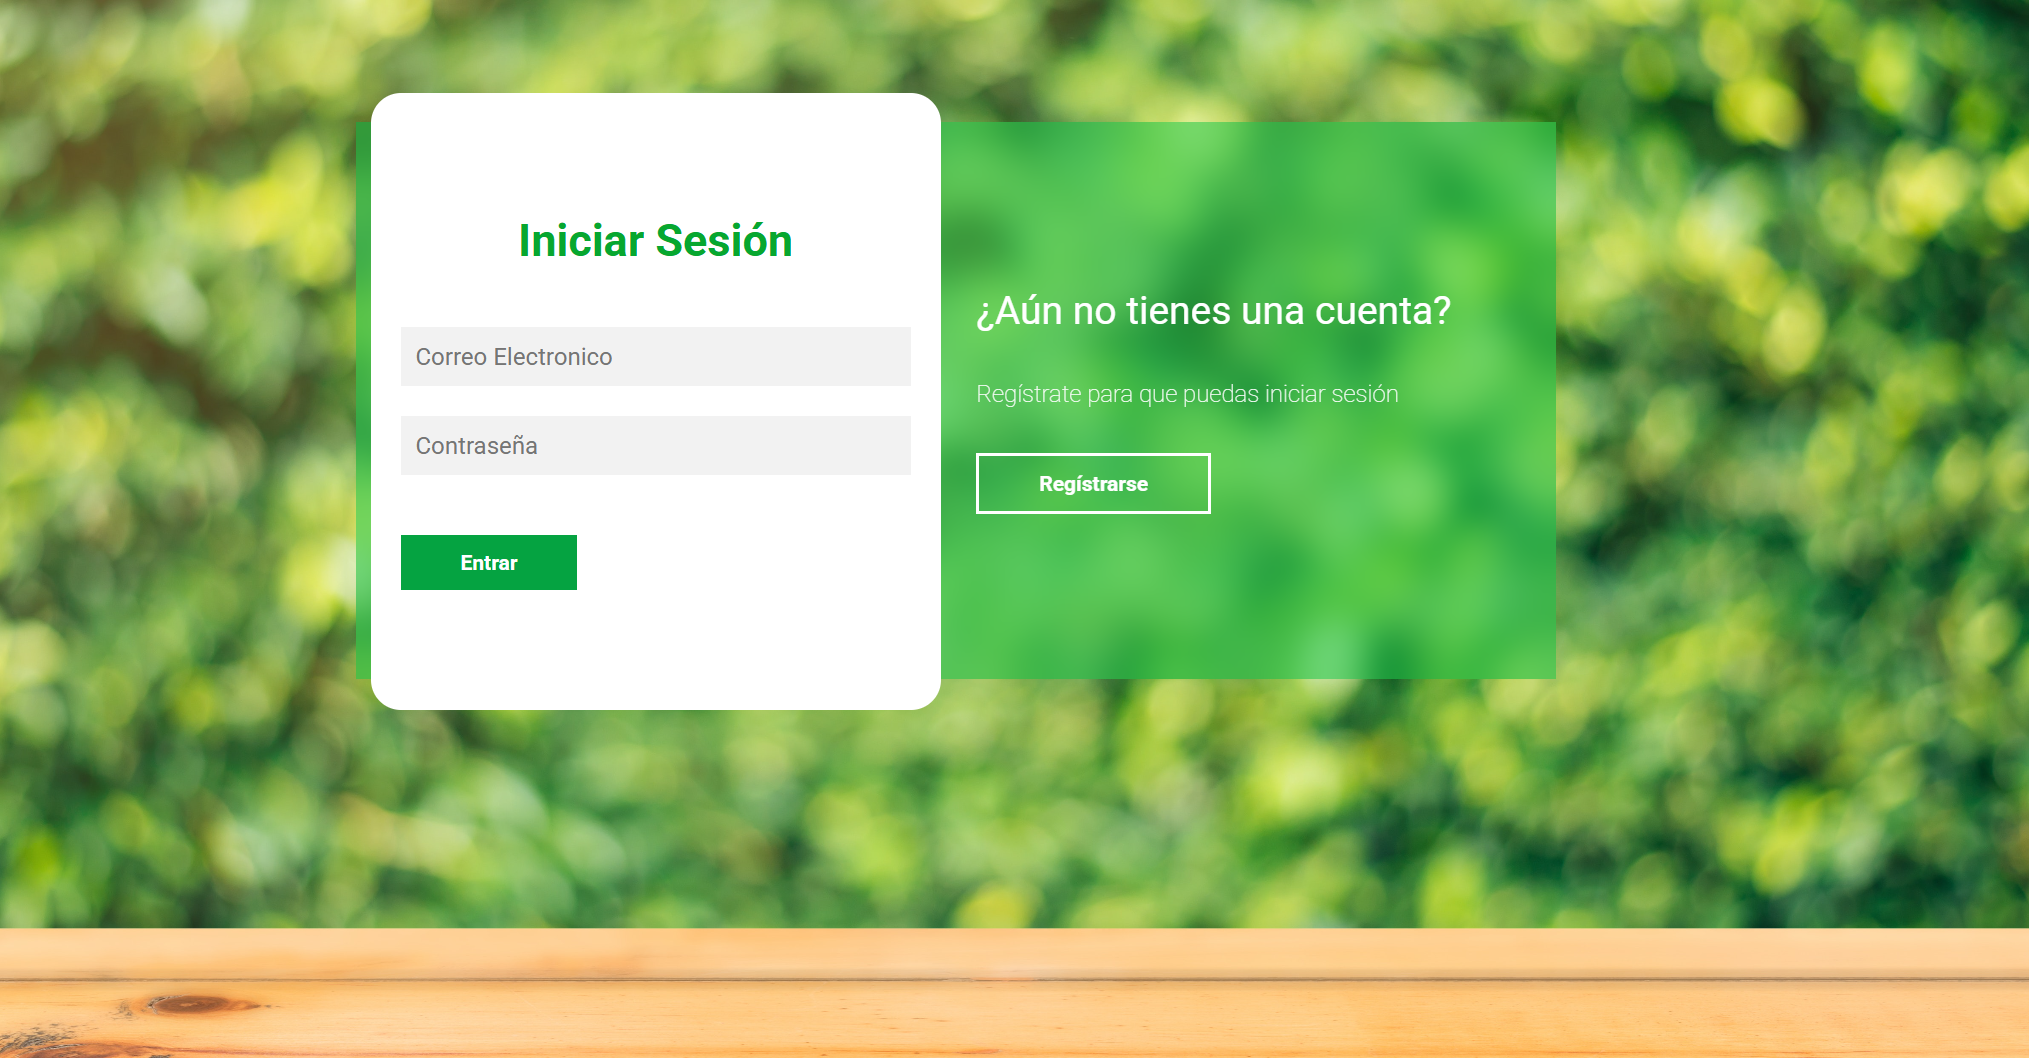 Iniciar Sesión
Correo Electronico
Contraseña
Entrar
¿Aún no tienes una cuenta?
Regístrate para que puedas iniciar sesión
Regístrarse